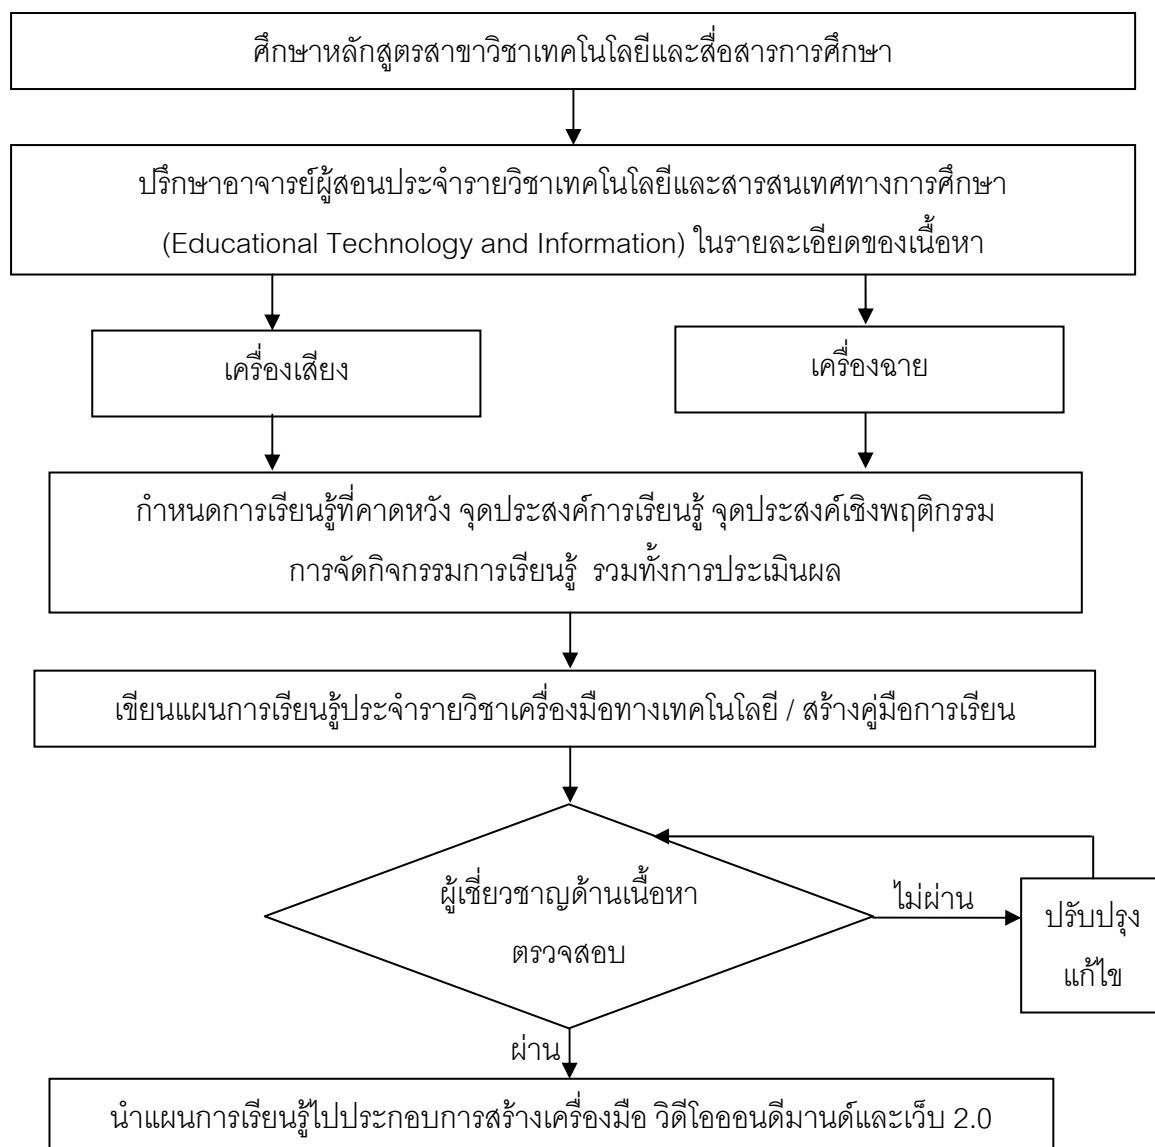 ศึกษาหลักสูตรสาขาวิชาเทคโนโลยีและสื่อสารการศึกษา
ปรึกษาอาจารย์ผู้สอนประจำรายวิชาเทคโนโลยีและสารสนเทศทางการศึกษา
(Educational Technology and Information) ในรายละเอียดของเนื้อหา
เครื่องเสียง
เครื่องฉาย
กำหนดการเรียนรู้ที่คาดหวัง จุดประสงค์การเรียนรู้ จุดประสงค์เชิงพฤติกรรม
การจัดกิจกรรมการเรียนรู้ รวมทั้งการประเมินผล
เขียนแผนการเรียนรู้ประจำรายวิชาเครื่องมือทางเทคโนโลยี / สร้างคู่มือการเรียน
ผู้เชี่ยวชาญด้านเนื้อหา
ตรวจสอบ
ไม่ผ่าน
ปรับปรุง
แก้ไข
ผ่าน
นำแผนการเรียนรู้ไปประกอบการสร้างเครื่องมือ วิดีโอออนดีมานด์และเว็บ 2.0